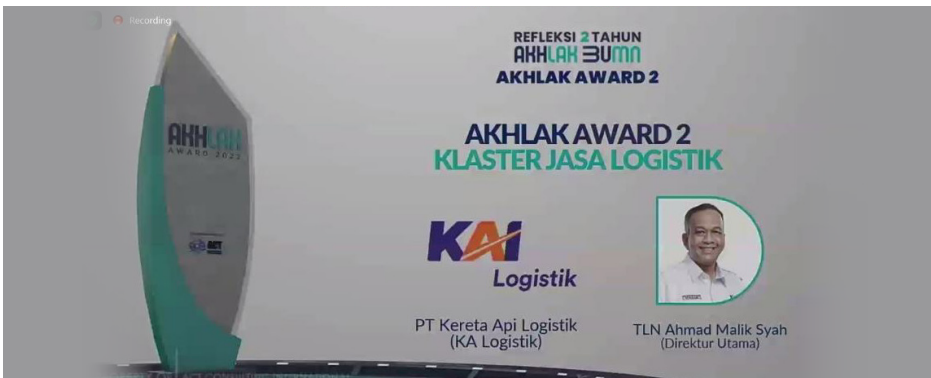 Recording
REFLEKSI 2 TAHUN
AKHLAK BUMN
AKHLAK AWARD 2
AKHLAK AWARD 2
KLASTER JASA LOGISTIK
AKHLAK
AWARD 2022
ACT
KAI
Logistik
PT Kereta Api Logistik
(KA Logistik)
TLN Ahmad Malik Syah
(Direktur Utama)